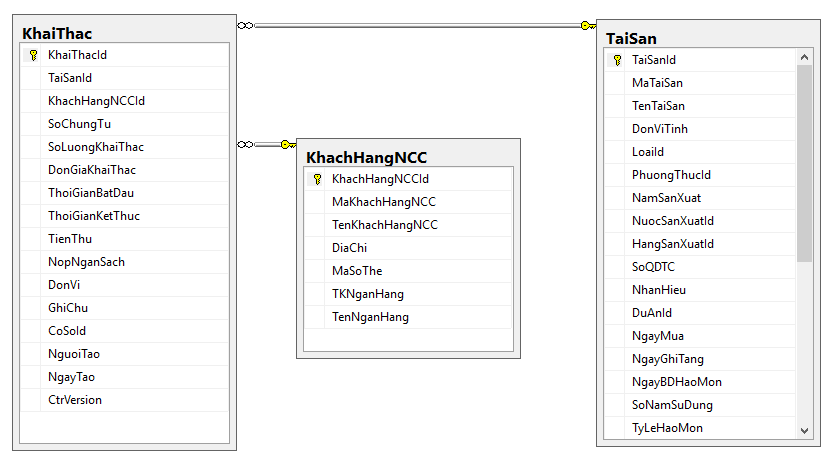 KhaiThac
KhaiThacId
TaiSanId
KhachHangNCCId
SoChungTu
SoLuongKhaiThac
DonGiaKhaiThac
ThoiGianBatDau
ThoiGianKetThuc
TienThu
NopNganSach
DonVi
GhiChu
CoSoId
NguoiTao
NgayTao
CtrVersion
KhachHangNCC
KhachHangNCCId
MaKhachHangNCC
TenKhachHangNCC
DiaChi
MaSoThe
TKNganHang
TenNganHang
TaiSan
TaiSanId
MaTaiSan
TenTaiSan
DonViTinh
LoaiId
PhuongThucId
NamSanXuat
NuocSanXuatId
HangSanXuatId
SoQDTC
NhanHieu
DuAnId
NgayMua
NgayGhiTang
NgayBDHaoMon
SoNamSuDung
TyLeHaoMon